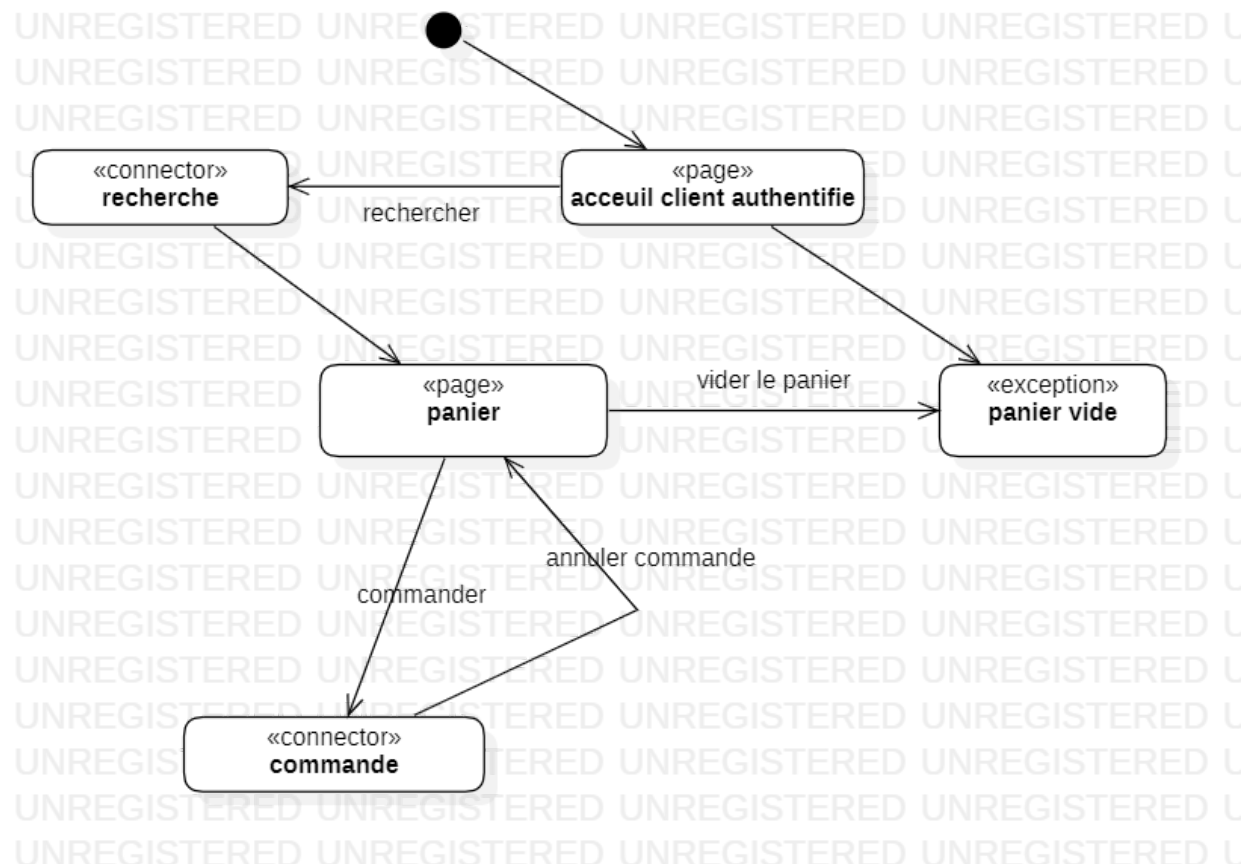 UNREGISTERED
«page»
acceuil client authentifie
«connector»
recherche
rechercher
«page»
panier
vider le panier
«exception»
panier vide
annuler commande
commander
«connector»
commande